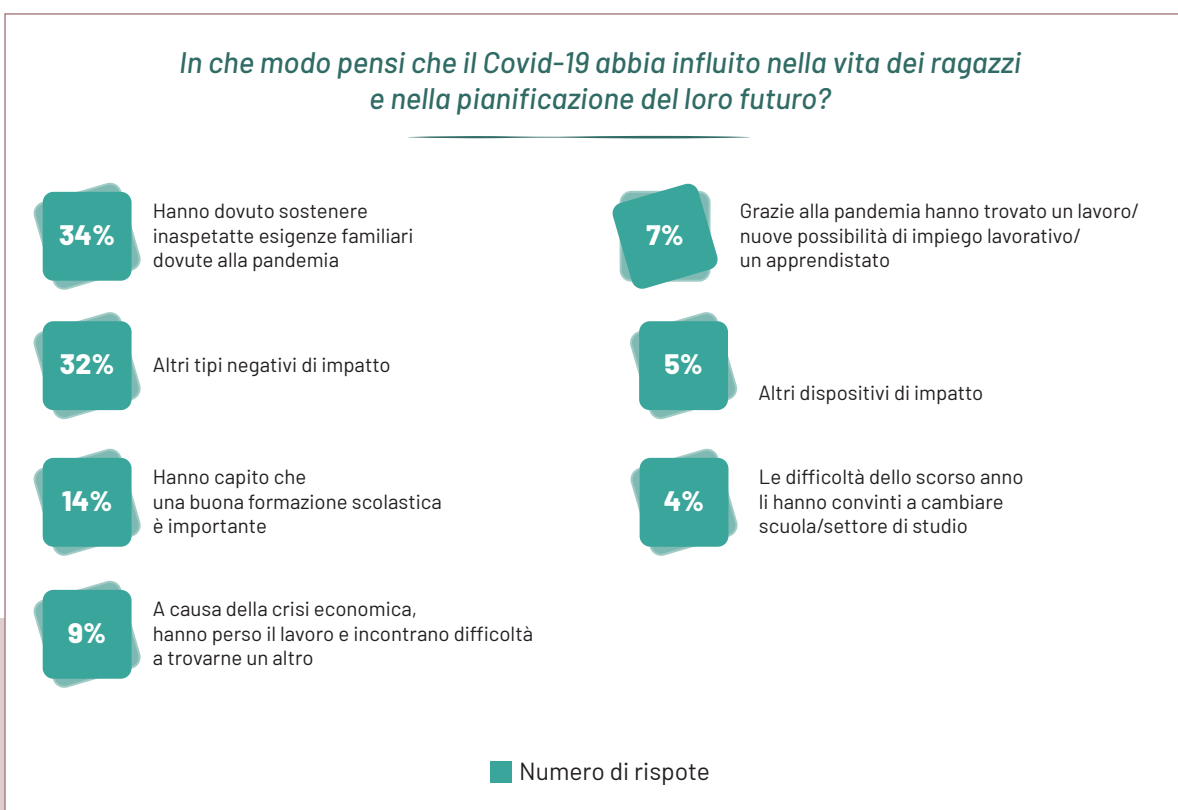 In che modo pensi che il Covid-19 abbia influito nella vita dei ragazzi
e nella pianificazione del loro futuro?
34%
Hanno dovuto sostenere
inaspettate esigenze familiari
dovute alla pandemia
32%
Altri tipi negativi di impatto
14%
Hanno capito che
una buona formazione scolastica
è importante
9%
A causa della crisi economica,
hanno perso il lavoro e incontrano difficoltà
a trovarne un altro
7%
Grazie alla pandemia hanno trovato un lavoro/
nuove possibilità di impiego lavorativo/
un apprendistato
5%
Altri dispositivi di impatto
4%
Le difficoltà dello scorso anno
li hanno convinti a cambiare
scuola/settore di studio
Numero di rispote